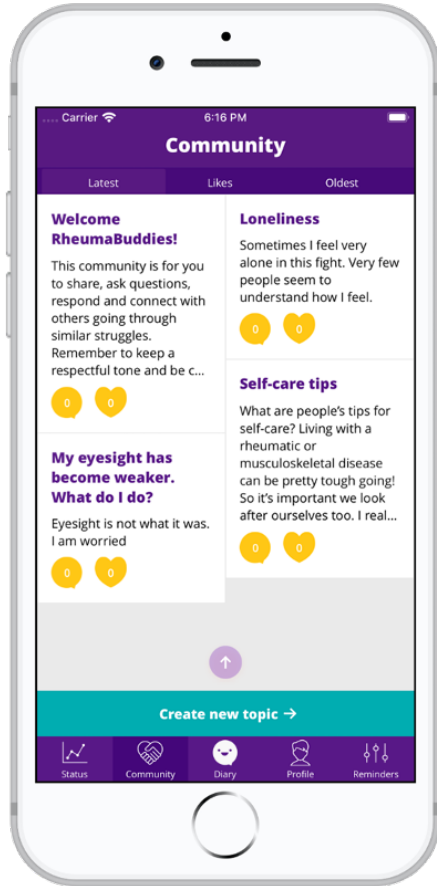 .... Carrier 6:16 PM
Community
Latest Likes Oldest
Welcome
RheumaBuddies!
This community is for you
to share, ask questions,
respond and connect with
others going through
similar struggles.
Remember to keep a
respectful tone and be c...
0 0
My eyesight has
become weaker.
What do I do?
Eyesight is not what it was.
I am worried
0 0
Loneliness
Sometimes I feel very
alone in this fight. Very few
people seem to
understand how I feel.
0 0
Self-care tips
What are people’s tips for
self-care? Living with a
rheumatic or
musculoskeletal disease
can be pretty tough going!
So it’s important we look
after ourselves too. I real...
0 0
Create new topic →
Status Community Diary Profile Reminders